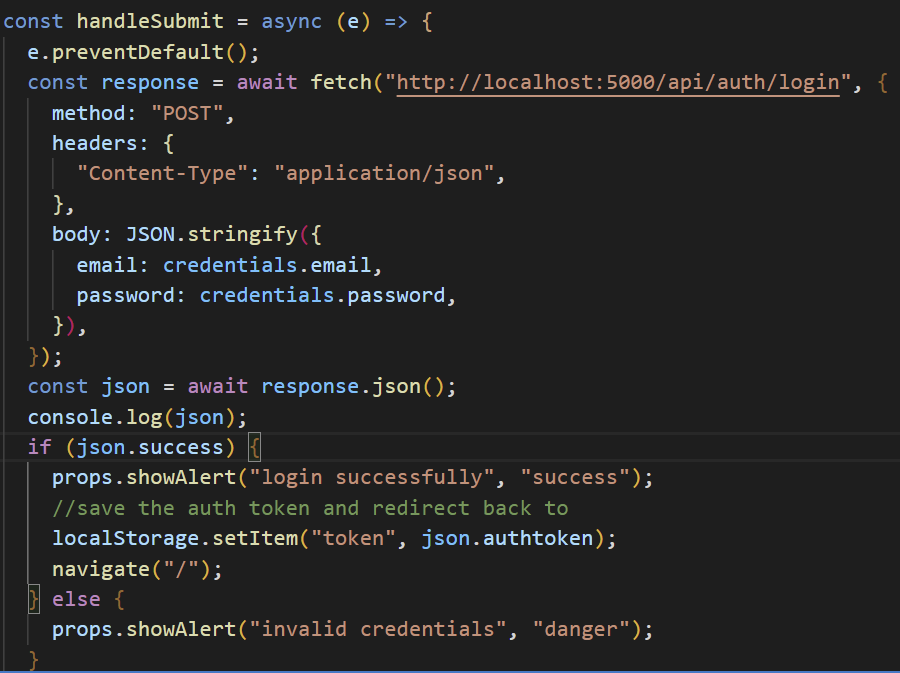 const handleSubmit = async (e) => {
  e.preventDefault();
  const response = await fetch("http://localhost:5000/api/auth/login", {
    method: "POST",
    headers: {
      "Content-Type": "application/json",
    },
    body: JSON.stringify({
      email: credentials.email,
      password: credentials.password,
    }),
  });
  const json = await response.json();
  console.log(json);
  if (json.success) {
    props.showAlert("login successfully", "success");
    //save the auth token and redirect back to
    localStorage.setItem("token", json.authtoken);
    navigate("/");
  } else {
    props.showAlert("invalid credentials", "danger");
  }